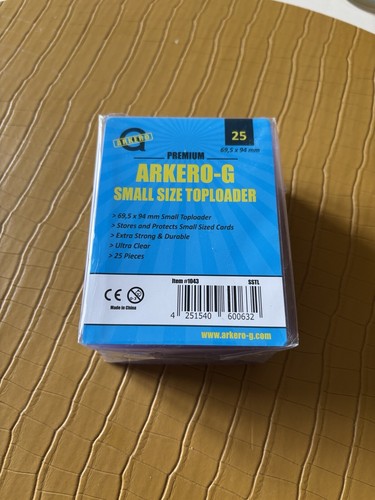 ARKERO
G
25
69,5 x 94 mm
PREMIUM
ARKERO-G
SMALL SIZE TOPLOADER
> 69,5 x 94 mm Small Toploader
> Stores and Protects Small Sized Cards
> Extra Strong & Durable
> Ultra Clear
> 25 Pieces
Item #1043 SSTL
CE
Made in China
4 251540 600632
www.arkero-g.com